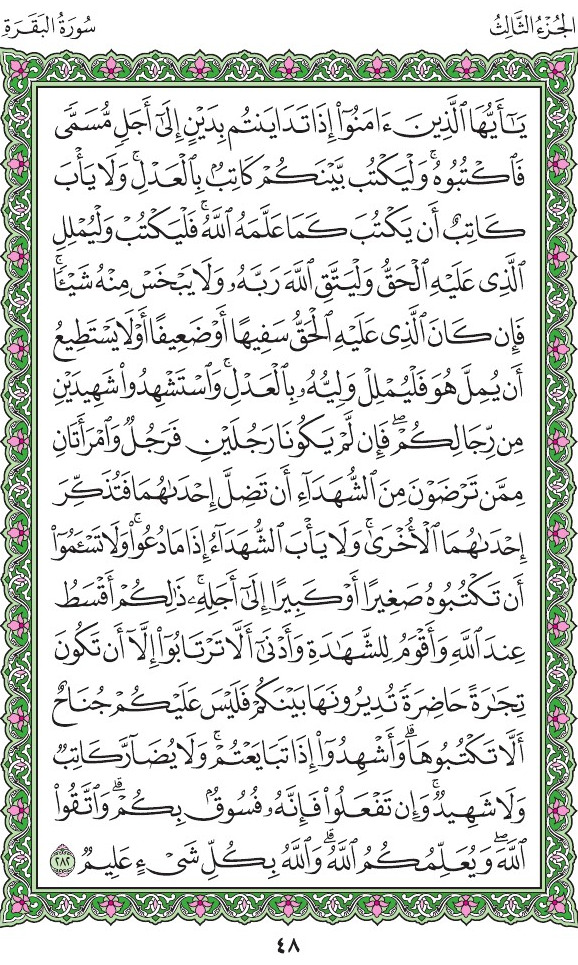 الجُزْءُ الثَّالِثُ
سُورَةُ البَقَرَةِ
يَـٰٓأَيُّهَا ٱلَّذِينَ ءَامَنُوٓا۟ إِذَا تَدَايَنتُم بِدَيْنٍ إِلَىٰٓ أَجَلٍ مُّسَمًّى
فَٱكْتُبُوهُ ۚ وَلْيَكْتُب بَّيْنَكُمْ كَاتِبٌۢ بِٱلْعَدْلِ ۚ وَلَا يَأْبَ
كَاتِبٌ أَن يَكْتُبَ كَمَا عَلَّمَهُ ٱللَّهُ ۚ فَلْيَكْتُبْ وَلْيُمْلِلِ
ٱلَّذِى عَلَيْهِ ٱلْحَقُّ وَلْيَتَّقِ ٱللَّهَ رَبَّهُۥ وَلَا يَبْخَسْ مِنْهُ شَيْـًٔا ۚ
فَإِن كَانَ ٱلَّذِى عَلَيْهِ ٱلْحَقُّ سَفِيهًا أَوْ ضَعِيفًا أَوْ لَا يَسْتَطِيعُ
أَن يُمِلَّ هُوَ فَلْيُمْلِلْ وَلِيُّهُۥ بِٱلْعَدْلِ ۚ وَٱسْتَشْهِدُوا۟ شَهِيدَيْنِ
مِن رِّجَالِكُمْ ۖ فَإِن لَّمْ يَكُونَا رَجُلَيْنِ فَرَجُلٌ وَٱمْرَأَتَانِ
مِمَّن تَرْضَوْنَ مِنَ ٱلشُّهَدَآءِ أَن تَضِلَّ إِحْدَىٰهُمَا فَتُذَكِّرَ
إِحْدَىٰهُمَا ٱلْأُخْرَىٰ ۚ وَلَا يَأْبَ ٱلشُّهَدَآءُ إِذَا مَا دُعُوا۟ ۚ وَلَا تَسْـَٔمُوٓا۟
أَن تَكْتُبُوهُ صَغِيرًا أَوْ كَبِيرًا إِلَىٰٓ أَجَلِهِۦ ۚ ذَٰلِكُمْ أَقْسَطُ
عِندَ ٱللَّهِ وَأَقْوَمُ لِلشَّهَـٰدَةِ وَأَدْنَىٰٓ أَلَّا تَرْتَابُوٓا۟ ۖ إِلَّآ أَن تَكُونَ
تِجَـٰرَةً حَاضِرَةً تُدِيرُونَهَا بَيْنَكُمْ فَلَيْسَ عَلَيْكُمْ جُنَاحٌ
أَلَّا تَكْتُبُوهَا ۗ وَأَشْهِدُوٓا۟ إِذَا تَبَايَعْتُمْ ۚ وَلَا يُضَآرَّ كَاتِبٌ
وَلَا شَهِيدٌ ۚ وَإِن تَفْعَلُوا۟ فَإِنَّهُۥ فُسُوقٌۢ بِكُمْ ۗ وَٱتَّقُوا۟
ٱللَّهَ ۖ وَيُعَلِّمُكُمُ ٱللَّهُ ۗ وَٱللَّهُ بِكُلِّ شَىْءٍ عَلِيمٌ ٢٨٢
٤٨